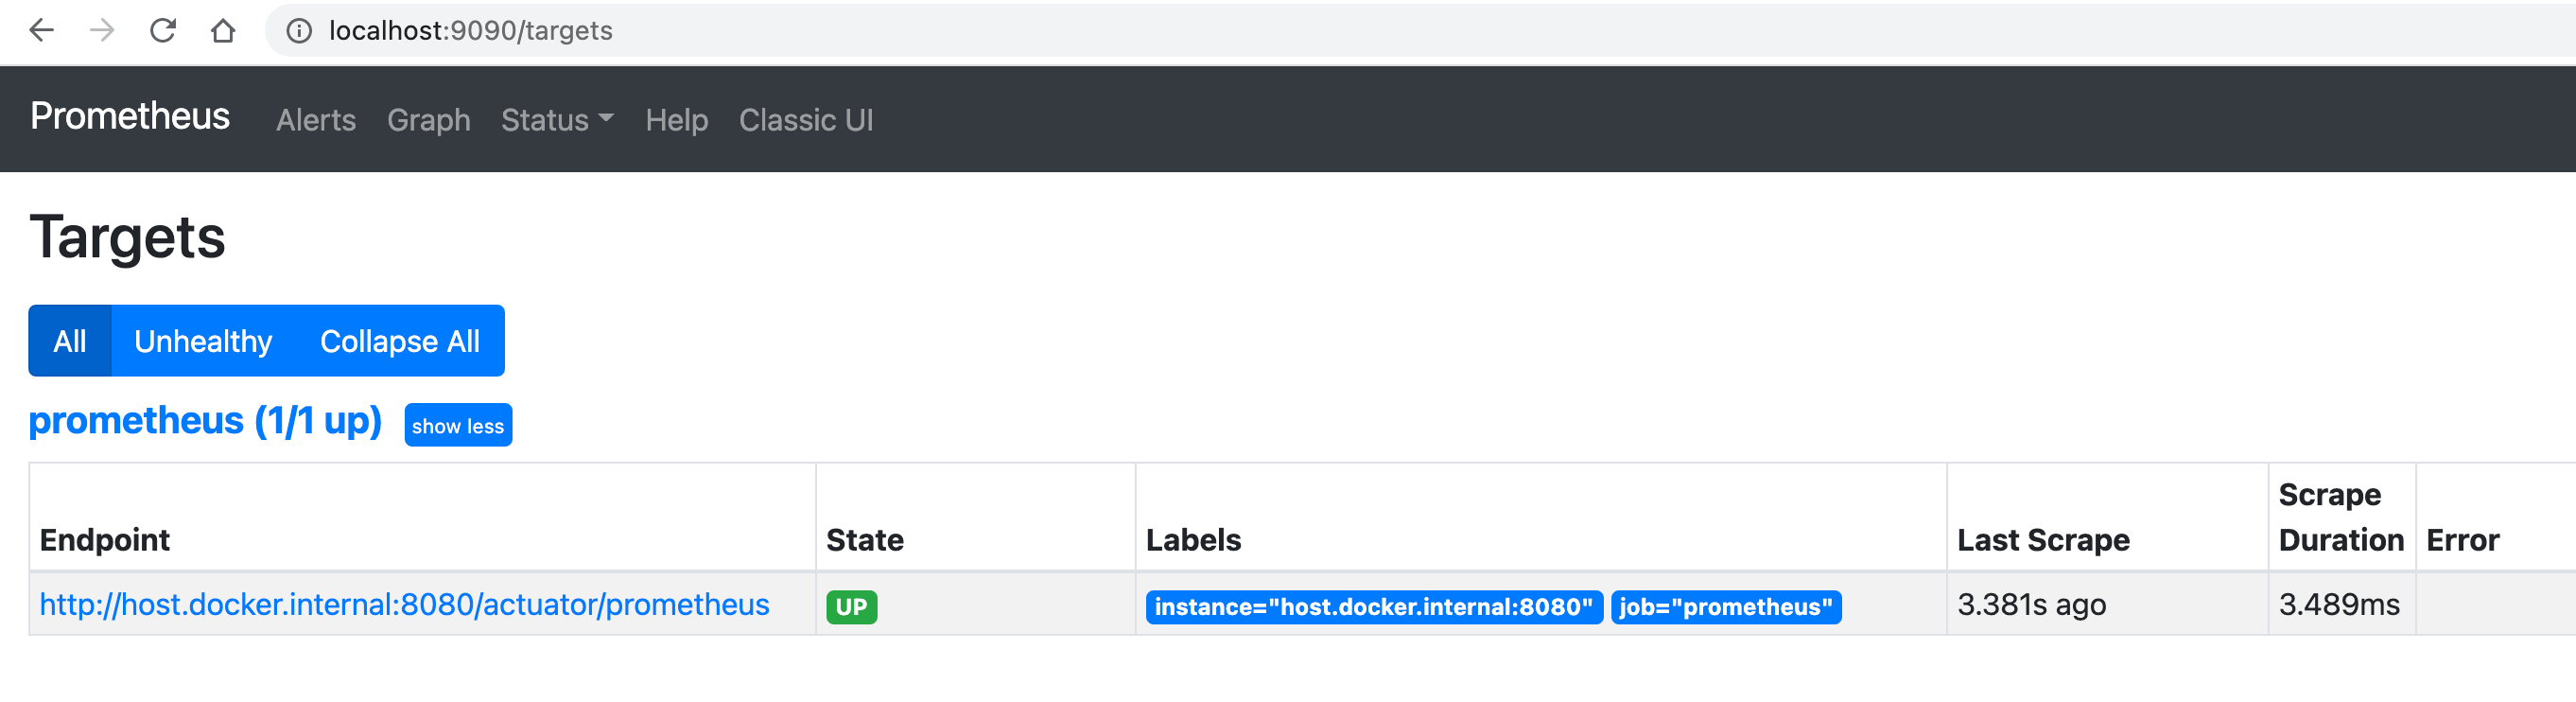 localhost:9090/targets
Prometheus Alerts Graph Status Help Classic UI
Targets
All Unhealthy Collapse All
prometheus (1/1 up) show less
Endpoint State Labels Last Scrape Scrape Duration Error
http://host.docker.internal:8080/actuator/prometheus UP instance="host.docker.internal:8080" job="prometheus" 3.381s ago 3.489ms